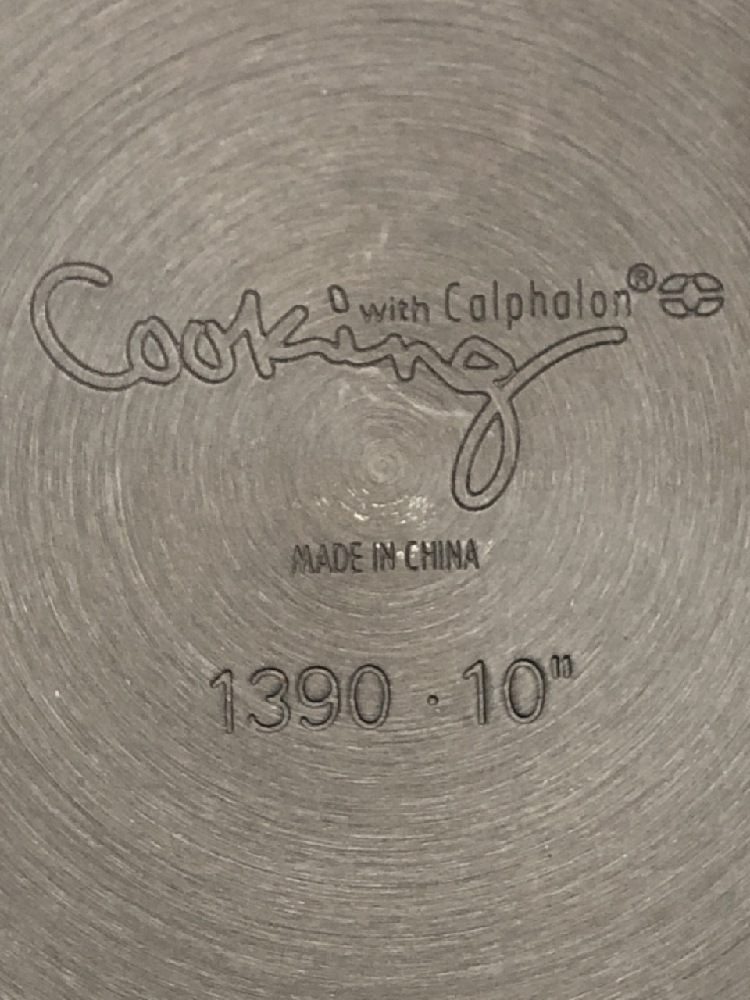 Cooking with Calphalon®
MADE IN CHINA
1390 · 10"